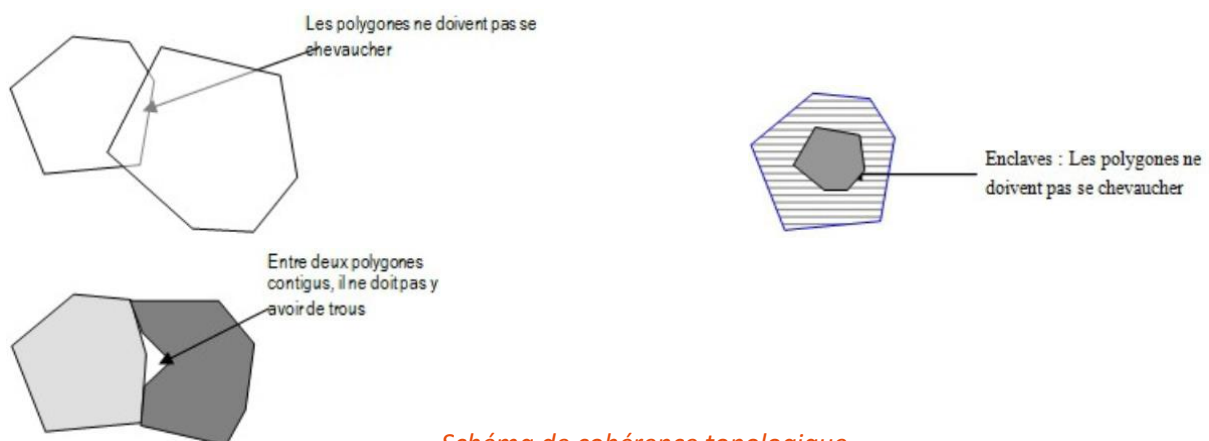 Les polygones ne doivent pas se
chevaucher
Enclaves : Les polygones ne
doivent pas se chevaucher
Entre deux polygones
contigus, il ne doit pas y
avoir de trous
Schéma de cohérence topologique